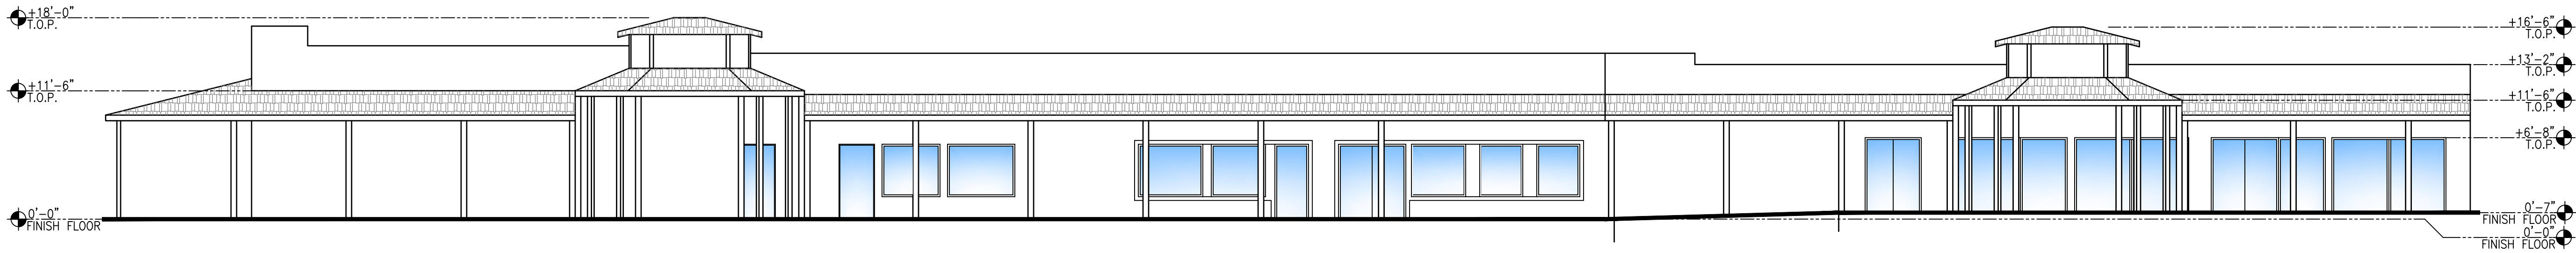 +18'-0"
T.O.P.
+11'-6"
T.O.P.
0'-0"
FINISH FLOOR
+16'-6"
T.O.P.
+13'-2"
T.O.P.
+11'-6"
T.O.P.
+6'-8"
T.O.P.
0'-7"
FINISH FLOOR
0'-0"
FINISH FLOOR